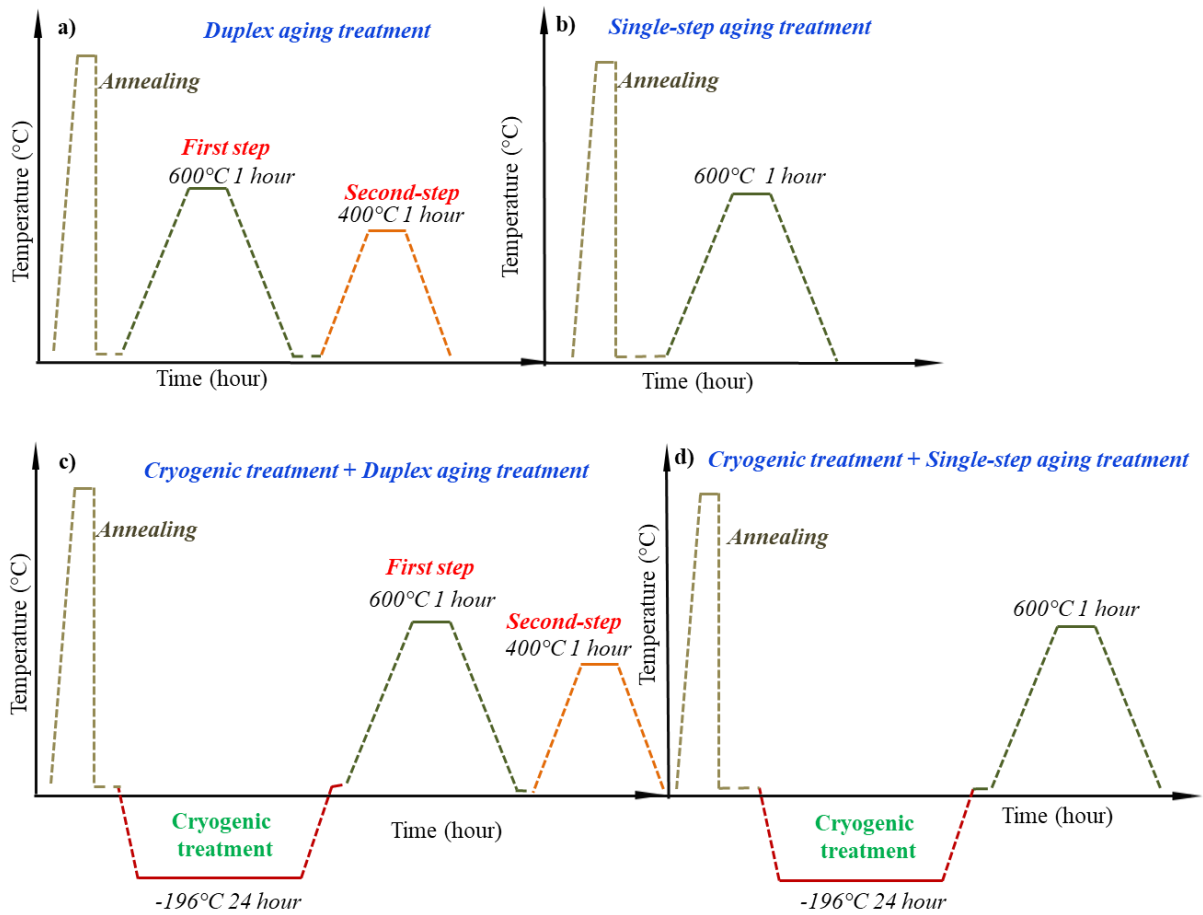 a)
Duplex aging treatment
Annealing
First step
600°C 1 hour
Second-step
400°C 1 hour
Temperature (°C)
Time (hour)
b)
Single-step aging treatment
Annealing
600°C 1 hour
Temperature (°C)
Time (hour)
c)
Cryogenic treatment + Duplex aging treatment
Annealing
First step
600°C 1 hour
Second-step
400°C 1 hour
Temperature (°C)
Cryogenic
treatment
Time (hour)
-196°C 24 hour
d)
Cryogenic treatment + Single-step aging treatment
Annealing
600°C 1 hour
Temperature (°C)
Time (hour)
Cryogenic
treatment
-196°C 24 hour